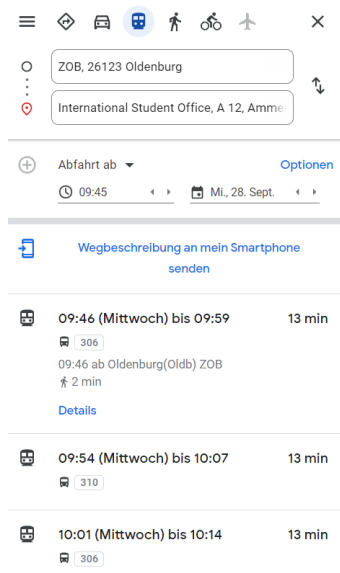 ZOB, 26123 Oldenburg
International Student Office, A 12, Amme
Abfahrt ab
Optionen
09:45
Mi., 28. Sept.
Wegbeschreibung an mein Smartphone
senden
09:46 (Mittwoch) bis 09:59 13 min
306
09:46 ab Oldenburg(Oldb) ZOB
2 min
Details
09:54 (Mittwoch) bis 10:07 13 min
310
10:01 (Mittwoch) bis 10:14 13 min
306